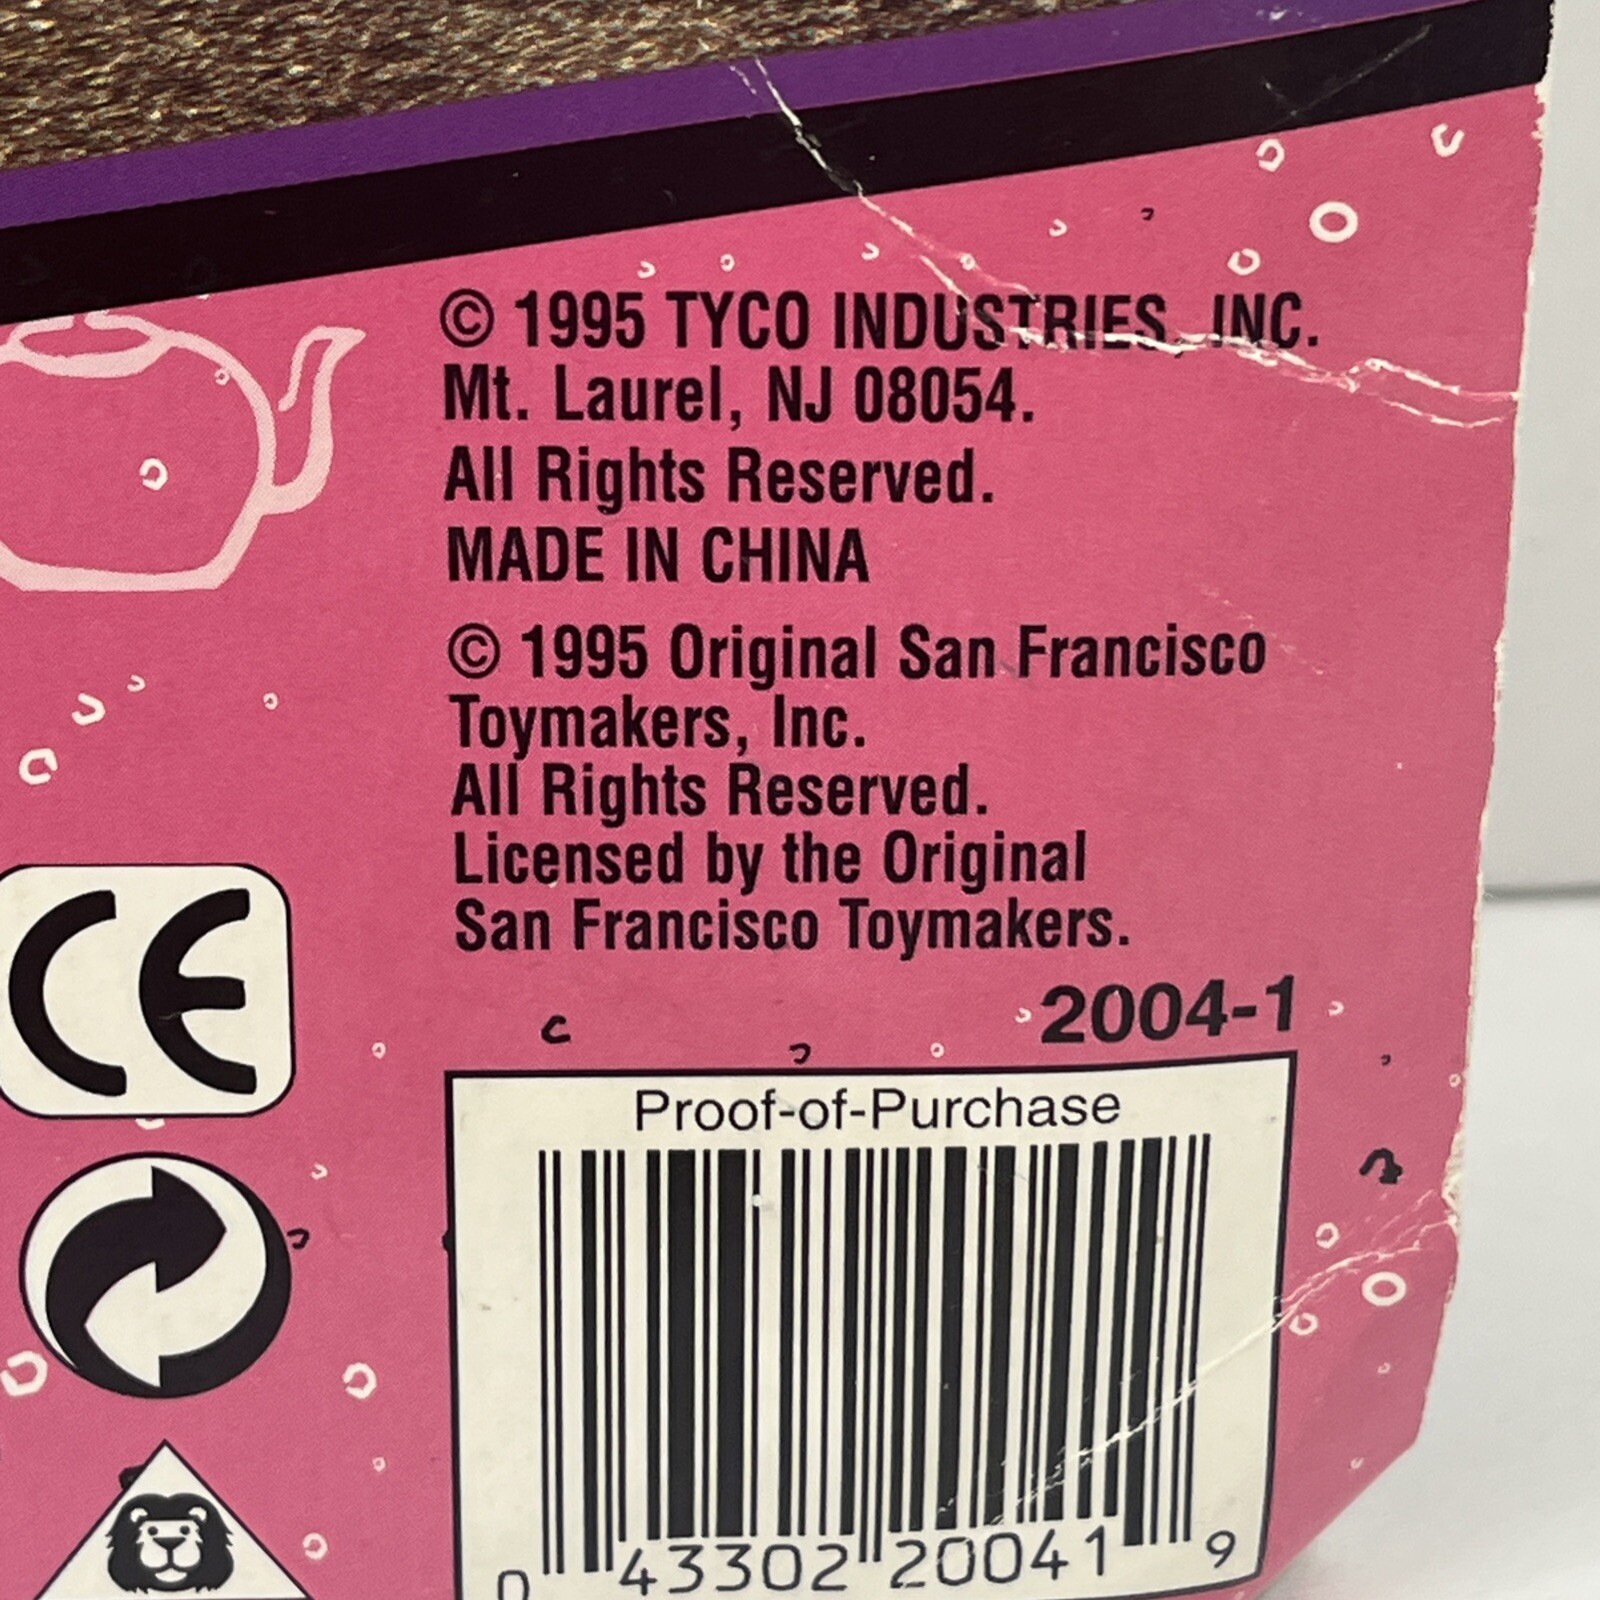 © 1995 TYCO INDUSTRIES, INC.
Mt. Laurel, NJ 08054.
All Rights Reserved.
MADE IN CHINA
© 1995 Original San Francisco
Toymakers, Inc.
All Rights Reserved.
Licensed by the Original
San Francisco Toymakers.
2004-1
CE
Proof-of-Purchase
0 43302 20041 9